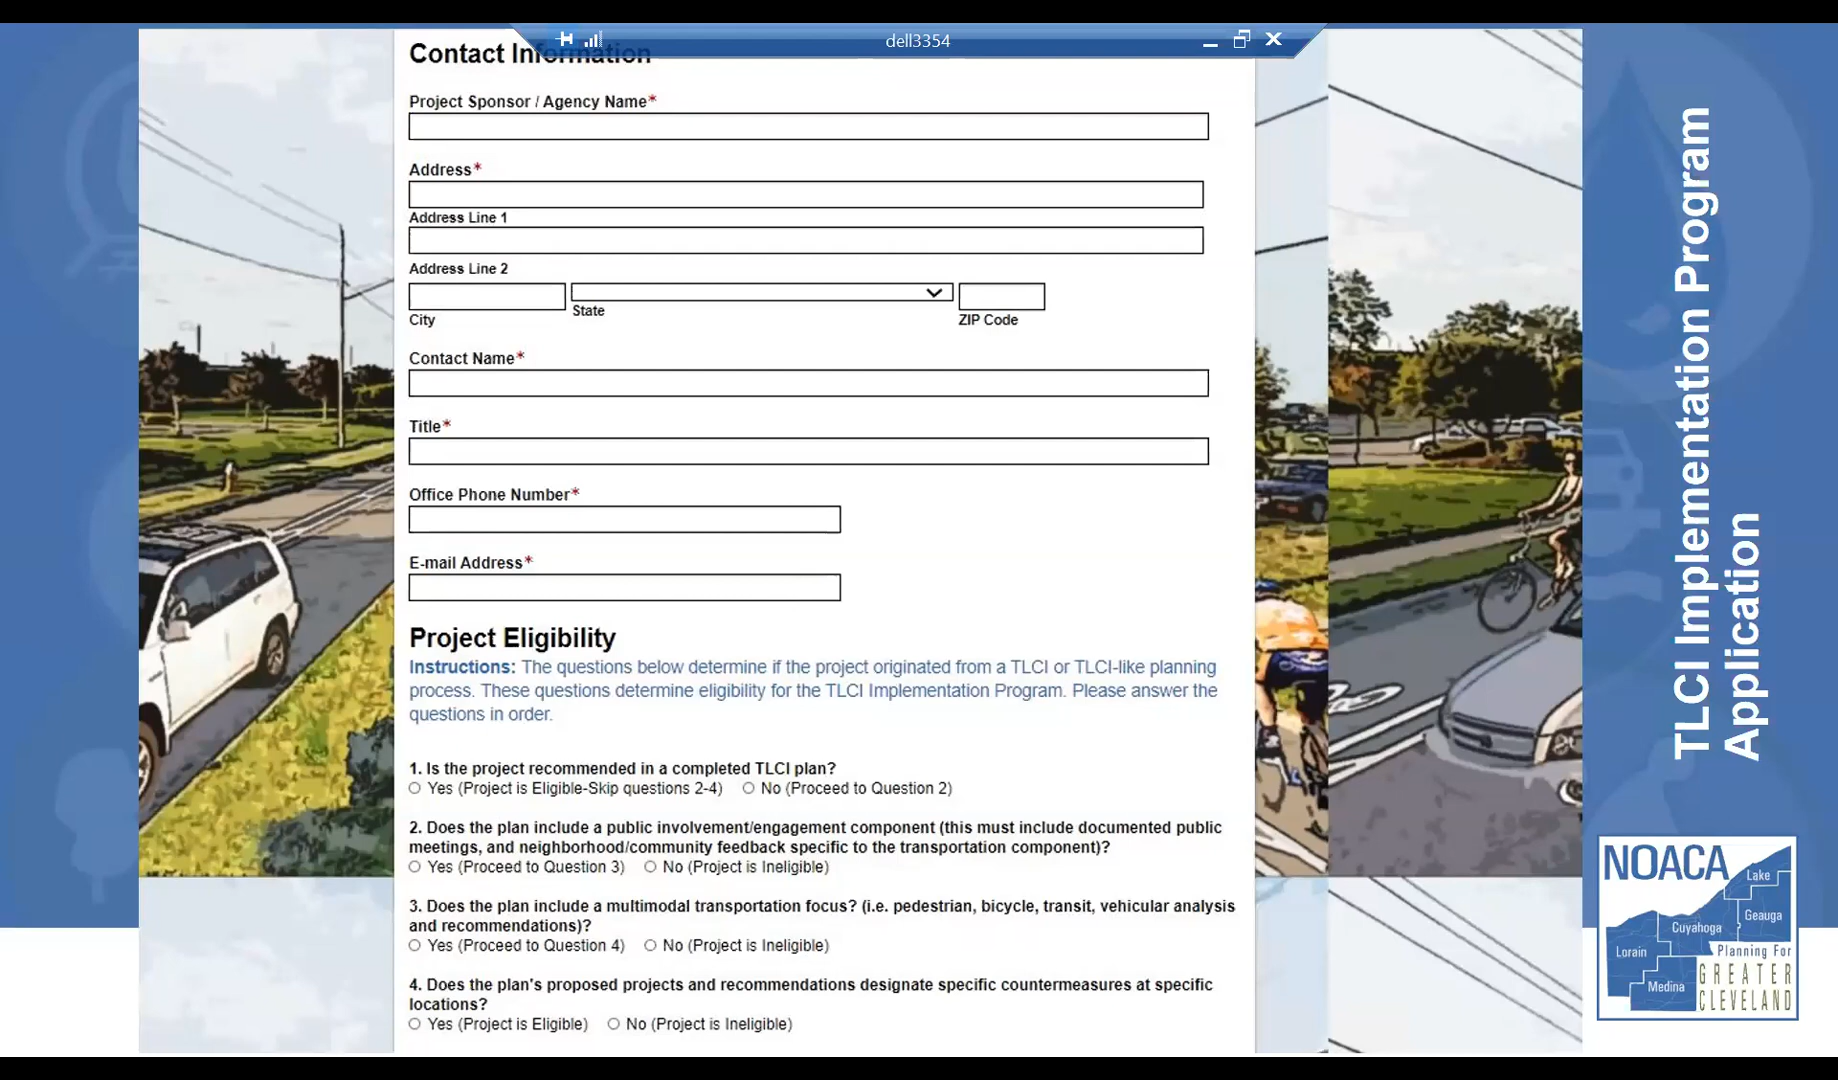 dell3354
Contact Information
Project Sponsor / Agency Name*
Address*
Address Line 1
Address Line 2
City
State
ZIP Code
Contact Name*
Title*
Office Phone Number*
E-mail Address*
Project Eligibility
Instructions: The questions below determine if the project originated from a TLCI or TLCI-like planning
process. These questions determine eligibility for the TLCI Implementation Program. Please answer the
questions in order.
1. Is the project recommended in a completed TLCI plan?
Yes (Project is Eligible-Skip questions 2-4) No (Proceed to Question 2)
2. Does the plan include a public involvement/engagement component (this must include documented public
meetings, and neighborhood/community feedback specific to the transportation component)?
Yes (Proceed to Question 3) No (Project is Ineligible)
3. Does the plan include a multimodal transportation focus? (i.e. pedestrian, bicycle, transit, vehicular analysis
and recommendations)?
Yes (Proceed to Question 4) No (Project is Ineligible)
4. Does the plan's proposed projects and recommendations designate specific countermeasures at specific
locations?
Yes (Project is Eligible) No (Project is Ineligible)
TLCI Implementation Program
Application
NOACA
Lake
Geauga
Cuyahoga
Lorain
Medina
Planning For
GREATER
CLEVELAND